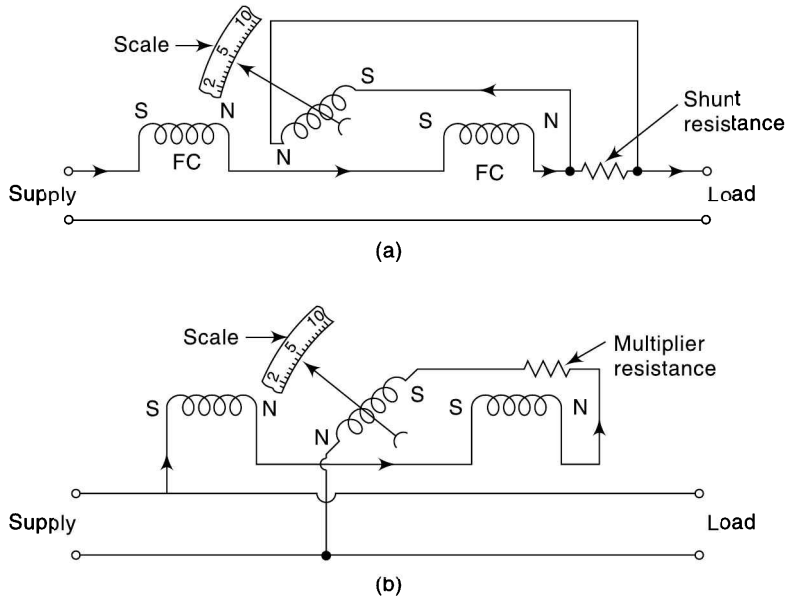 Scale
2 5 10
S
S
N
S
N
Shunt
resistance
FC
N
FC
Supply
Load
(a)
Scale
2 5 10
Multiplier
resistance
S
N
S
S
N
N
Supply
Load
(b)